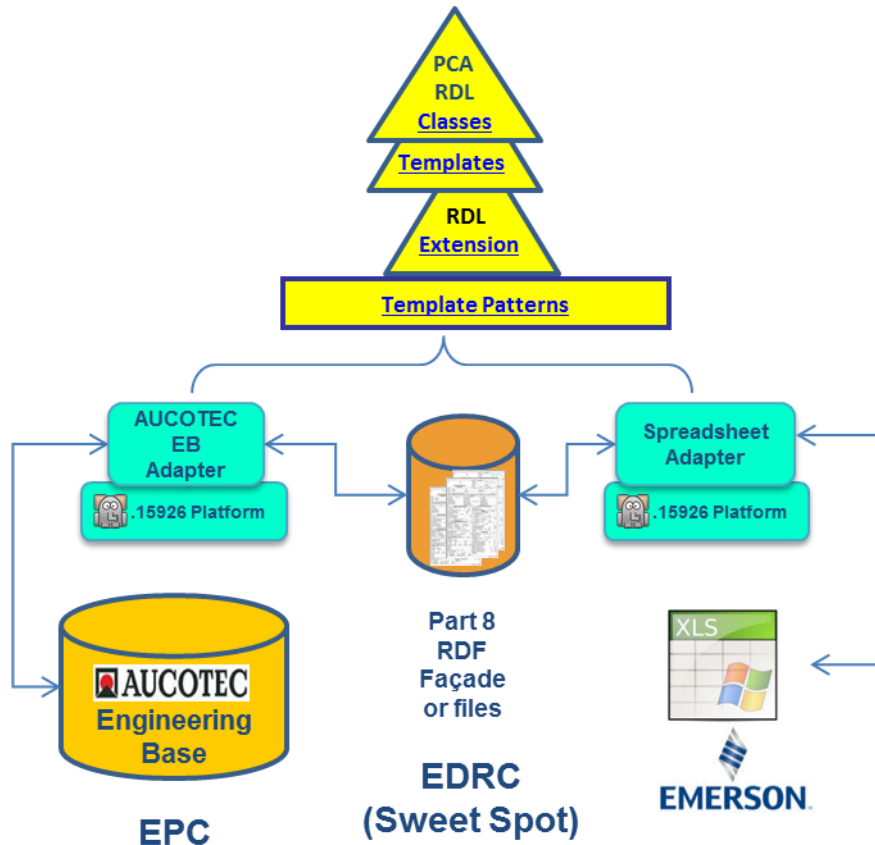 PCA
RDL
Classes
Templates
RDL
Extension
Template Patterns
AUCOTEC
EB
Adapter
.15926 Platform
Spreadsheet
Adapter
.15926 Platform
AUCOTEC
Engineering
Base
EPC
Part 8
RDF
Façade
or files
EDRC
(Sweet Spot)
XLS
EMERSON.